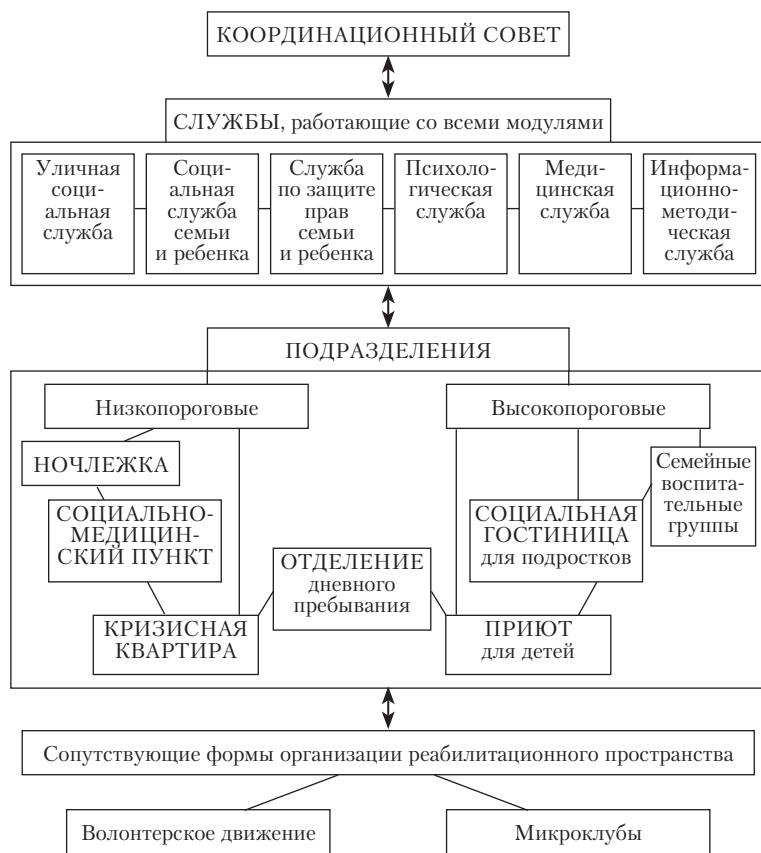 КООРДИНАЦИОННЫЙ СОВЕТ
СЛУЖБЫ, работающие со всеми модулями
Уличная
соци-
альная
служба
Соци-
альная
служба
семьи
и ребенка
Служба
по защите
прав
семьи
и ребенка
Психоло-
гическая
служба
Меди-
цинская
служба
Информа-
ционно-
методи-
ческая
служба
ПОДРАЗДЕЛЕНИЯ
Низкопороговые
Высокопороговые
НОЧЛЕЖКА
СОЦИАЛЬНО-
МЕДИЦИН-
СКИЙ ПУНКТ
КРИЗИСНАЯ
КВАРТИРА
ОТДЕЛЕНИЕ
дневного
пребывания
СОЦИАЛЬНАЯ
ГОСТИНИЦА
для подростков
Семейные
воспита-
тельные
группы
ПРИЮТ
для детей
Сопутствующие формы организации реабилитационного пространства
Волонтерское движение
Микроклубы